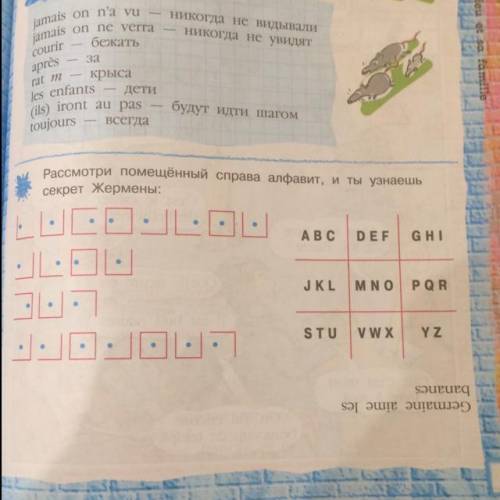 jamais on n'a vu — никогда не видывали
jamais on ne verra — никогда не увидят
courir — бежать
après — за
rat m — крыса
les enfants — дети
(ils) iront au pas — будут идти шагом
toujours — всегда
Рассмотри помещённый справа алфавит, и ты узнаешь
секрет Жермены:
ABC DEF GHI
JKL MNO PQR
STU VWX YZ
Germaine aime les
bananes